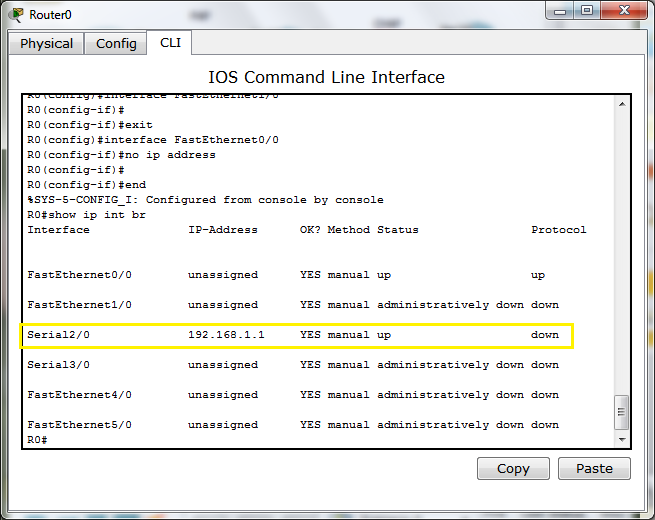 Router0
Physical Config CLI
IOS Command Line Interface
R0(config)#interface FastEthernet1/0
R0(config-if)#
R0(config-if)#exit
R0(config)#interface FastEthernet0/0
R0(config-if)#no ip address
R0(config-if)#
R0(config-if)#end
%SYS-5-CONFIG_I: Configured from console by console
R0#show ip int br
Interface IP-Address OK? Method Status Protocol
FastEthernet0/0 unassigned YES manual up up
FastEthernet1/0 unassigned YES manual administratively down down
Serial2/0 192.168.1.1 YES manual up down
Serial3/0 unassigned YES manual administratively down down
FastEthernet4/0 unassigned YES manual administratively down down
FastEthernet5/0 unassigned YES manual administratively down down
R0#
Copy Paste